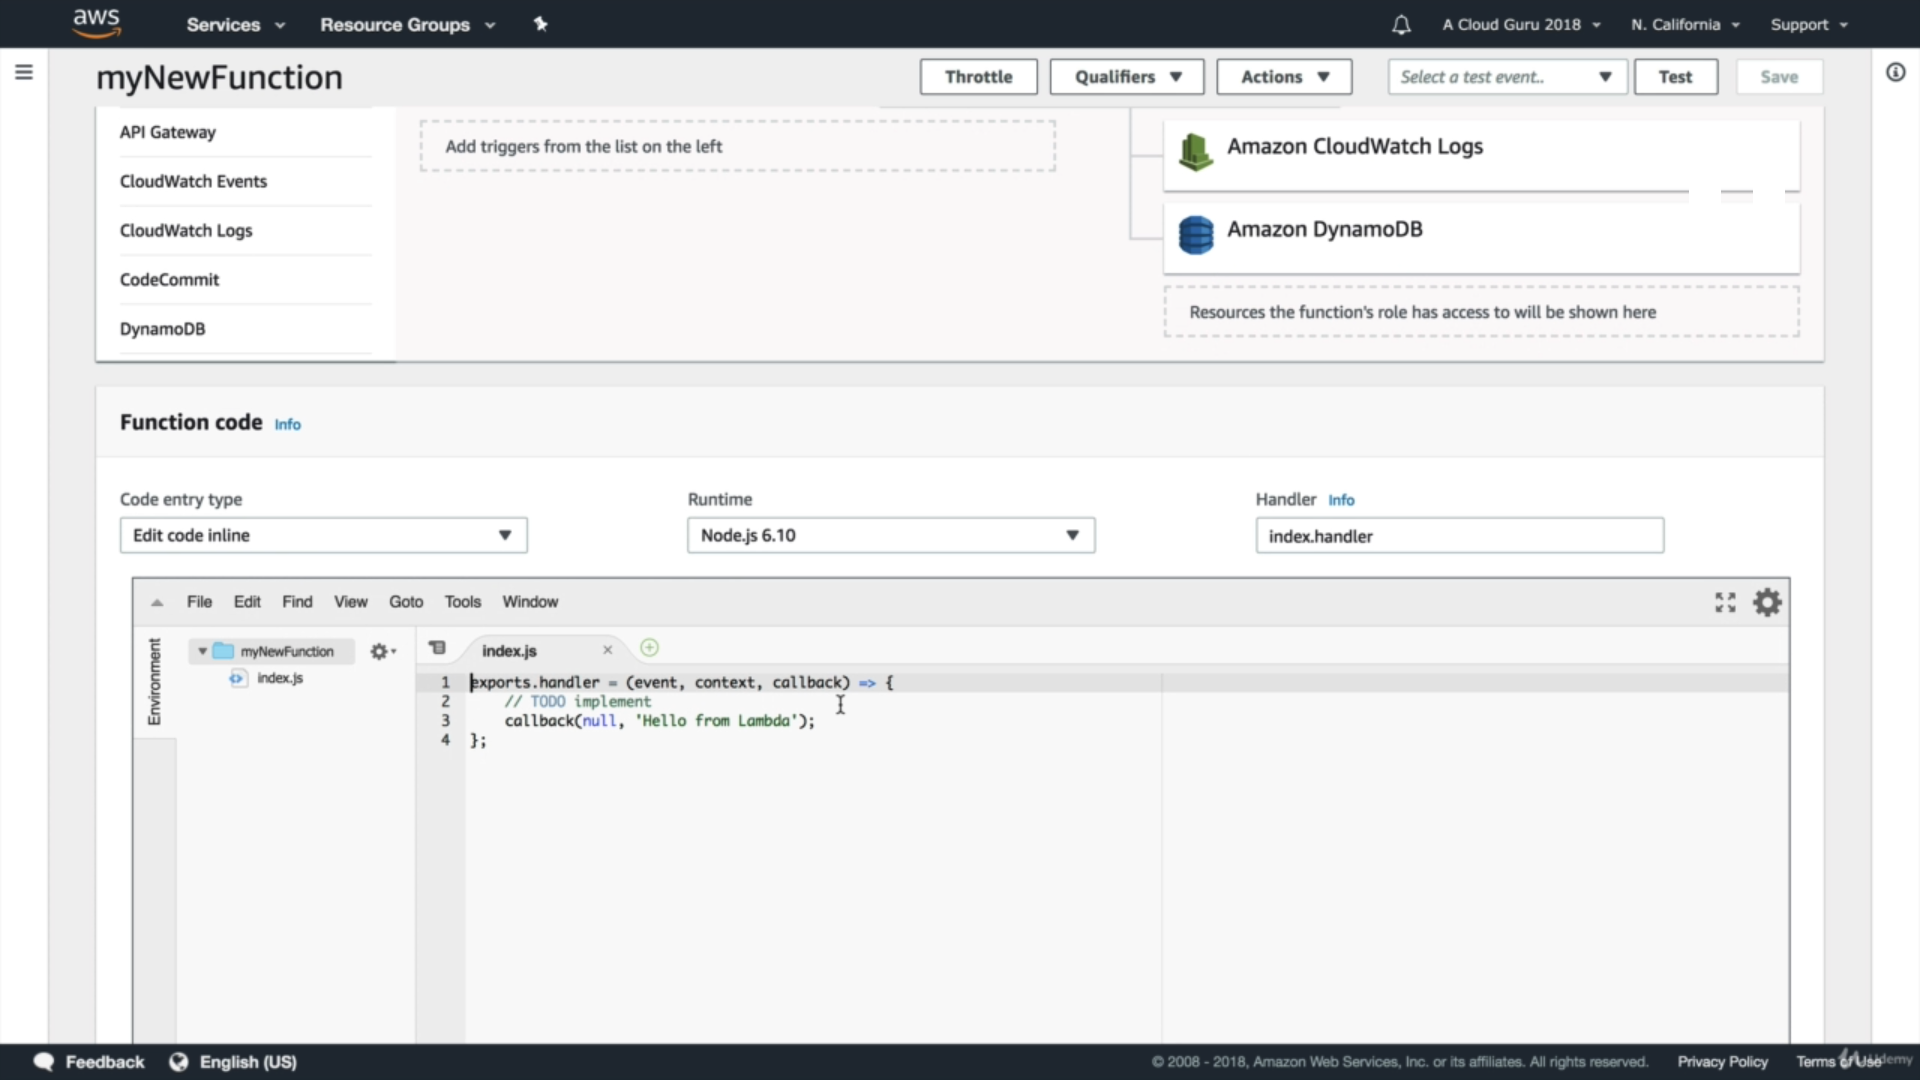 aws Services Resource Groups A Cloud Guru 2018 N. California Support
myNewFunction Throttle Qualifiers Actions Select a test event.. Test Save
API Gateway
CloudWatch Events
CloudWatch Logs
CodeCommit
DynamoDB
Add triggers from the list on the left
Amazon CloudWatch Logs
Amazon DynamoDB
Resources the function's role has access to will be shown here
Function code Info
Code entry type
Edit code inline
Runtime
Node.js 6.10
Handler Info
index.handler
File Edit Find View Goto Tools Window
Environment
myNewFunction
index.js
index.js
1 exports.handler = (event, context, callback) => {
2 // TODO implement
3 callback(null, 'Hello from Lambda');
4 };
Feedback English (US) © 2008 - 2018, Amazon Web Services, Inc. or its affiliates. All rights reserved. Privacy Policy Terms of Use
Udemy